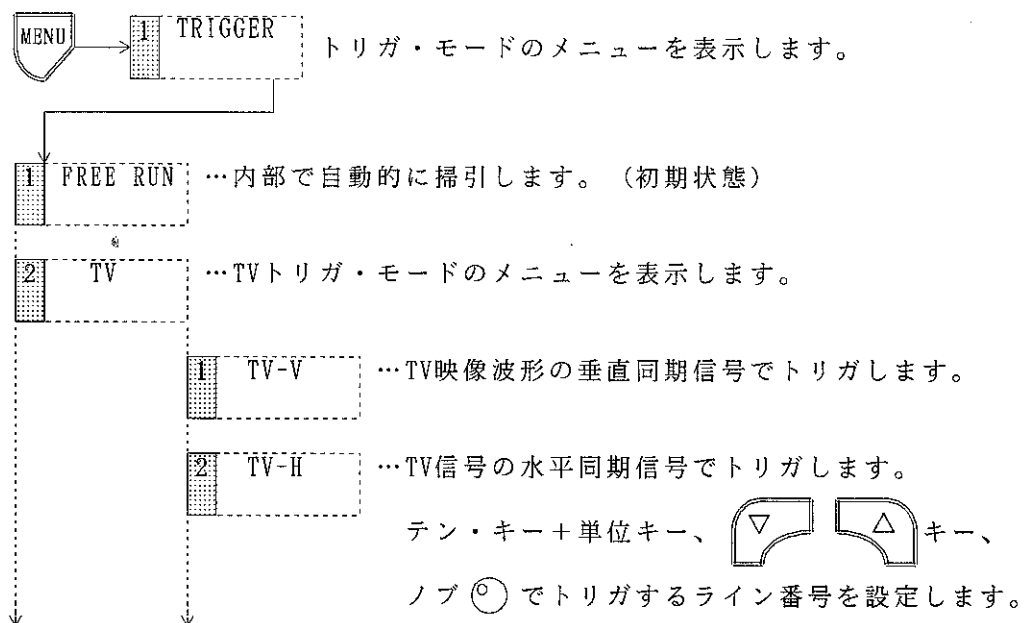 MENU 1 TRIGGER トリガ・モードのメニューを表示します。
1 FREE RUN …内部で自動的に掃引します。(初期状態)
2 TV …TVトリガ・モードのメニューを表示します。
1 TV-V …TV映像波形の垂直同期信号でトリガします。
2 TV-H …TV信号の水平同期信号でトリガします。
テン・キー+単位キー、 ▽ △ キー、
ノブ でトリガするライン番号を設定します。